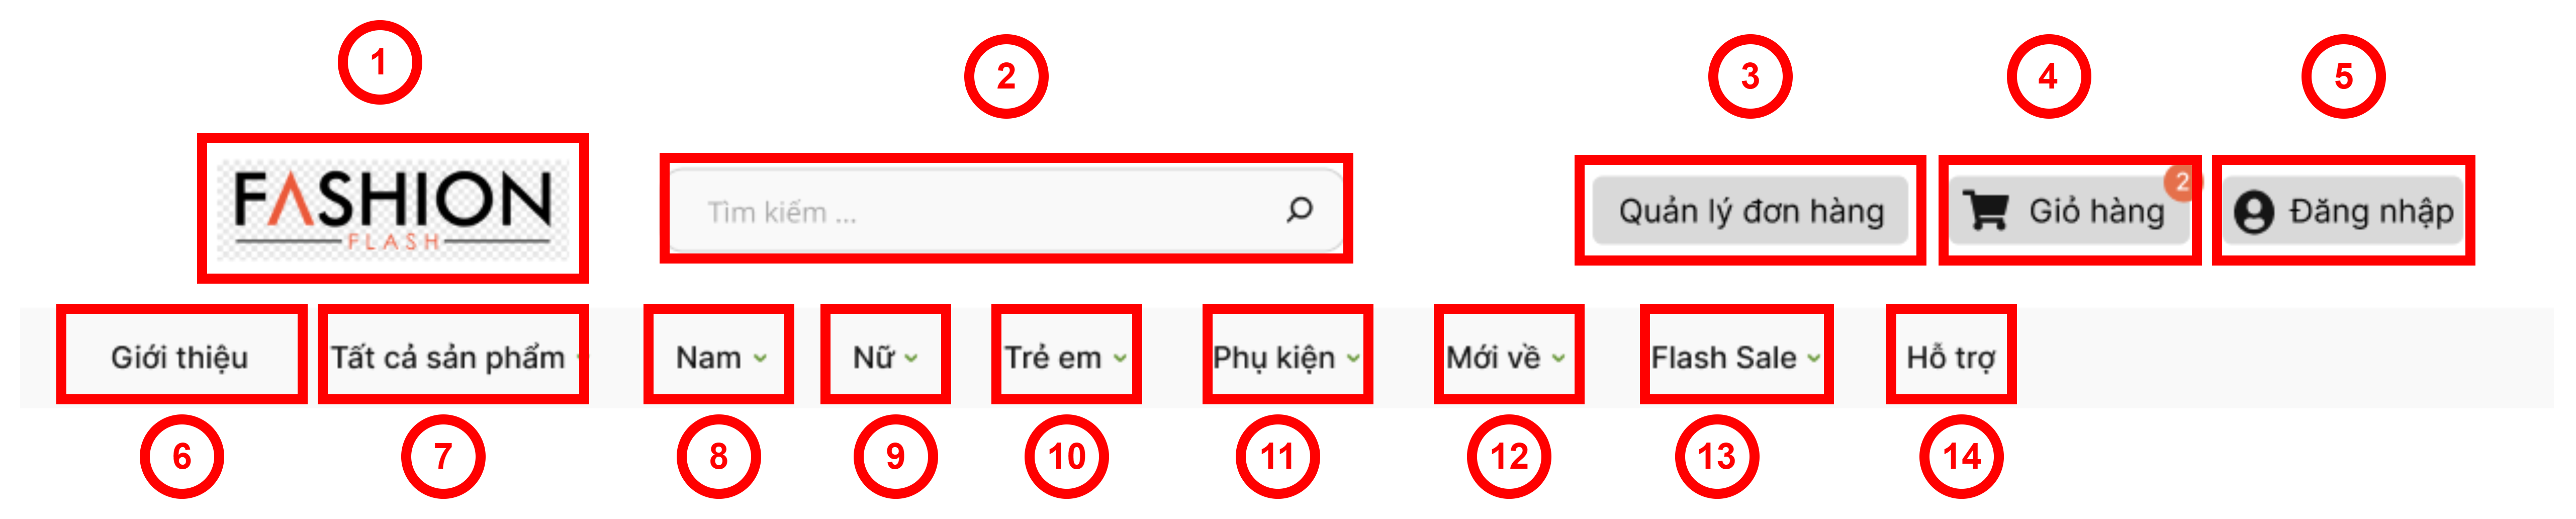 1
2
3
4
5
FASHION
FLASH
Tìm kiếm ...
Quản lý đơn hàng
Giỏ hàng
2
Đăng nhập
Giới thiệu
Tất cả sản phẩm
Nam
Nữ
Trẻ em
Phụ kiện
Mới về
Flash Sale
Hỗ trợ
6
7
8
9
10
11
12
13
14